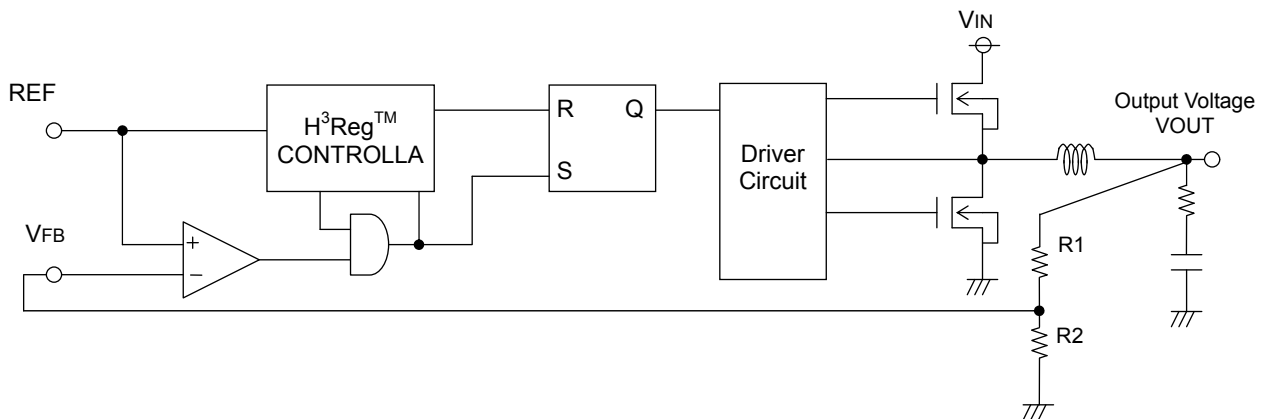 VIN
REF
H³Reg™
CONTROLLA
R
Q
S
Driver
Circuit
Output Voltage
VOUT
VFB
+
−
R1
R2